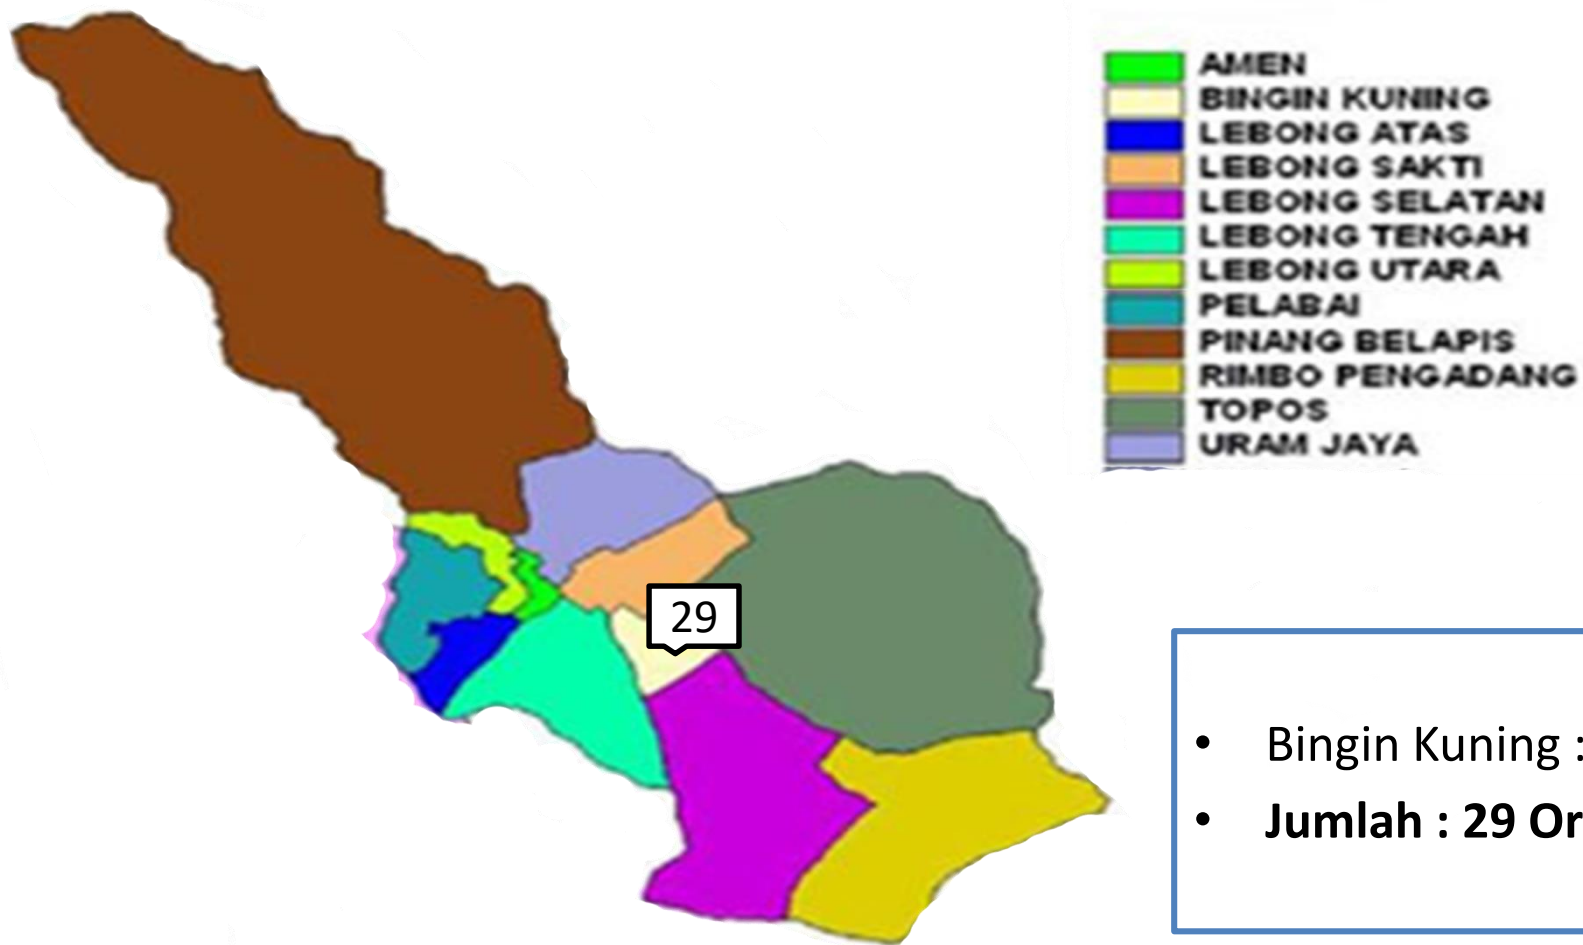 AMEN
BINGIN KUNING
LEBONG ATAS
LEBONG SAKTI
LEBONG SELATAN
LEBONG TENGAH
LEBONG UTARA
PELABAI
PINANG BELAPIS
RIMBO PENGADANG
TOPOS
URAM JAYA
29
• Bingin Kuning :
• Jumlah : 29 Or